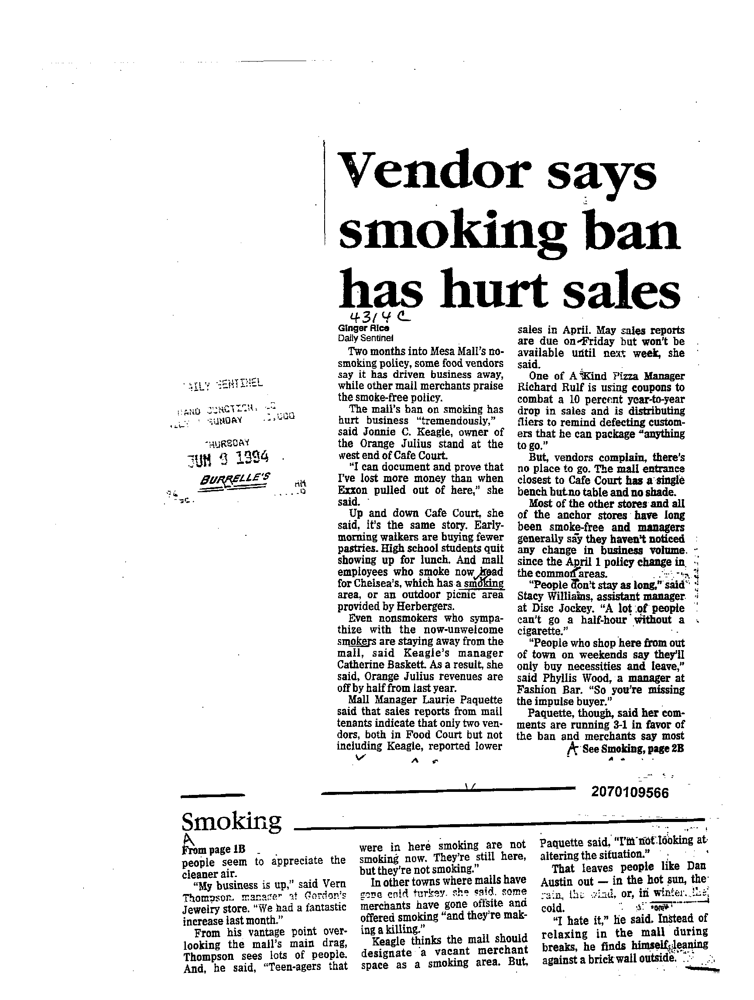 Vendor says
smoking ban
has hurt sales
4314 C
Ginger Rice
Daily Sentinel
Two months into Mesa Mall's no-
smoking policy, some food vendors
say it has driven business away,
while other mall merchants praise
the smoke-free policy.
The mall's ban on smoking has
hurt business "tremendously,"
said Jonnie C. Keagle, owner of
the Orange Julius stand at the
west end of Cafe Court.
"I can document and prove that
I've lost more money than when
Exxon pulled out of here," she
said.
Up and down Cafe Court, she
said, it's the same story. Early-
morning walkers are buying fewer
pastries. High school students quit
showing up for lunch. And mall
employees who smoke now head
for Chelsea's, which has a smoking
area, or an outdoor picnic area
provided by Herbergers.
Even nonsmokers who sympa-
thize with the now-unwelcome
smokers are staying away from the
mall, said Keagle's manager
Catherine Baskett. As a result, she
said, Orange Julius revenues are
off by half from last year.
Mall Manager Laurie Paquette
said that sales reports from mall
tenants indicate that only two ven-
dors, both in Food Court but not
including Keagle, reported lower
sales in April. May sales reports
are due on Friday but won't be
available until next week, she
said.
One of A Kind Pizza Manager
Richard Rulf is using coupons to
combat a 10 percent year-to-year
drop in sales and is distributing
fliers to remind defecting custom-
ers that he can package "anything
to go."
But, vendors complain, there's
no place to go. The mall entrance
closest to Cafe Court has a single
bench but no table and no shade.
Most of the other stores and all
of the anchor stores have long
been smoke-free and managers
generally say they haven't noticed
any change in business volume
since the April 1 policy change in
the common areas.
"People don't stay as long," said
Stacy Williams, assistant manager
at Disc Jockey. "A lot of people
can't go a half-hour without a
cigarette."
"People who shop here from out
of town on weekends say they'll
only buy necessities and leave,"
said Phyllis Wood, a manager at
Fashion Bar. "So you're missing
the impulse buyer."
Paquette, though, said her com-
ments are running 3-1 in favor of
the ban and merchants say most
A See Smoking, page 2B
DAILY SENTINEL
GRAND JUNCTION,
SUNDAY
THURSDAY
JUN 9 1994
BURRELLE'S
2070109566
Smoking
A
From page 1B
people seem to appreciate the
cleaner air.
"My business is up," said Vern
Thompson, manager at Gordon's
Jewelry store. "We had a fantastic
increase last month."
From his vantage point over-
looking the mall's main drag,
Thompson sees lots of people.
And, he said, "Teen-agers that
were in here smoking are not
smoking now. They're still here,
but they're not smoking."
In other towns where malls have
gone cold turkey, she said, some
merchants have gone offsite and
offered smoking "and they're mak-
ing a killing."
Keagle thinks the mall should
designate a vacant merchant
space as a smoking area. But,
Paquette said, "I'm not looking at
altering the situation."
That leaves people like Dan
Austin out — in the hot sun, the
rain, the wind, or, in winter, the
cold.
"I hate it," he said. Instead of
relaxing in the mall during
breaks, he finds himself leaning
against a brick wall outside.